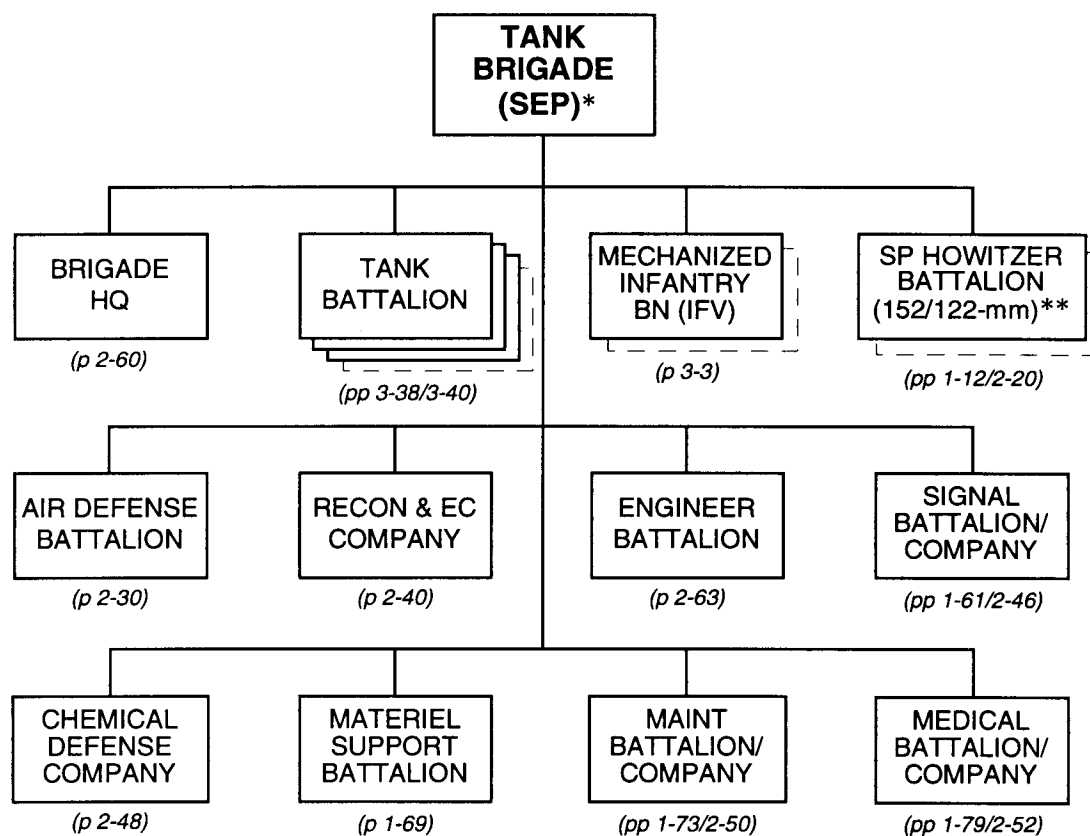 TANK
BRIGADE
(SEP)*
BRIGADE
HQ
(p 2-60)
TANK
BATTALION
(pp 3-38/3-40)
MECHANIZED
INFANTRY
BN (IFV)
(p 3-3)
SP HOWITZER
BATTALION
(152/122-mm)**
(pp 1-12/2-20)
AIR DEFENSE
BATTALION
(p 2-30)
RECON & EC
COMPANY
(p 2-40)
ENGINEER
BATTALION
(p 2-63)
SIGNAL
BATTALION/
COMPANY
(pp 1-61/2-46)
CHEMICAL
DEFENSE
COMPANY
(p 2-48)
MATERIEL
SUPPORT
BATTALION
(p 1-69)
MAINT
BATTALION/
COMPANY
(pp 1-73/2-50)
MEDICAL
BATTALION/
COMPANY
(pp 1-79/2-52)